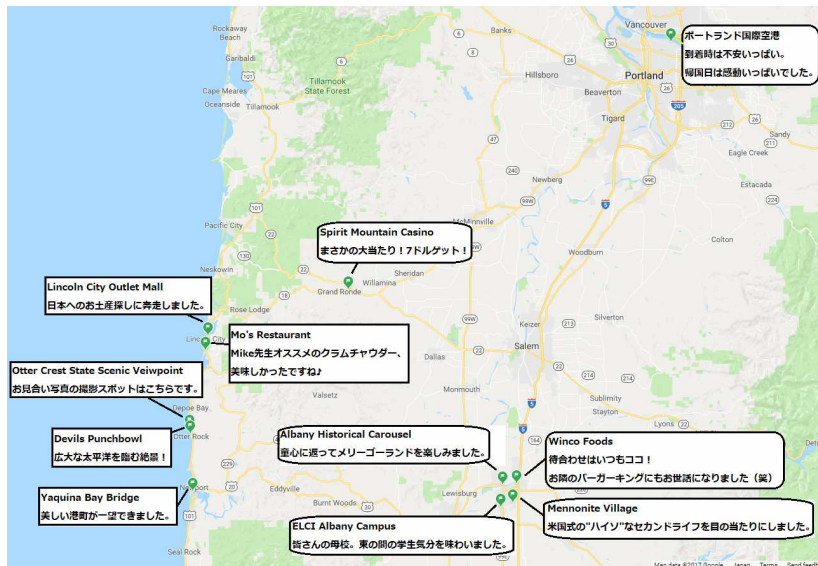 Rockaway
Beach
Garibaldi
Cape Meares
Oceanside
Tillamook
Tillamook
State Forest
Banks
Hillsboro
Vancouver
Portland
Beaverton
Tigard
Sandy
Eagle Creek
Estacada
Newberg
McMinnville
Pacific City
Neskowin
Colton
Woodburn
Sheridan
Willamina
Grand Ronde
Rose Lodge
Lincoln City
Keizer
Silverton
Salem
Dallas
Monmouth
Valsetz
Sublimity
Stayton
Lyons
Depoe Bay
Otter Rock
Newport
Eddyville
Burnt Woods
Lewisburg
Seal Rock
ポートランド国際空港
到着時は不安いっぱい。
帰国日は感動いっぱいでした。
Spirit Mountain Casino
まさかの大当たり！7ドルゲット！
Lincoln City Outlet Mall
日本へのお土産探しに奔走しました。
Mo's Restaurant
Mike先生オススメのクラムチャウダー、
美味しかったですね♪
Otter Crest State Scenic Veiwpoint
お見合い写真の撮影スポットはこちらです。
Devils Punchbowl
広大な太平洋を臨む絶景！
Yaquina Bay Bridge
美しい港町が一望できました。
Albany Historical Carousel
童心に返ってメリーゴーランドを楽しみました。
Winco Foods
待合わせはいつもココ！
お隣のバーガーキングにもお世話になりました（笑）
Mennonite Village
米国式の"ハイソ"なセカンドライフを目の当たりにしました。
ELCI Albany Campus
皆さんの母校。束の間の学生気分を味わいました。
Map data ©2017 Google Japan Terms Send feedb